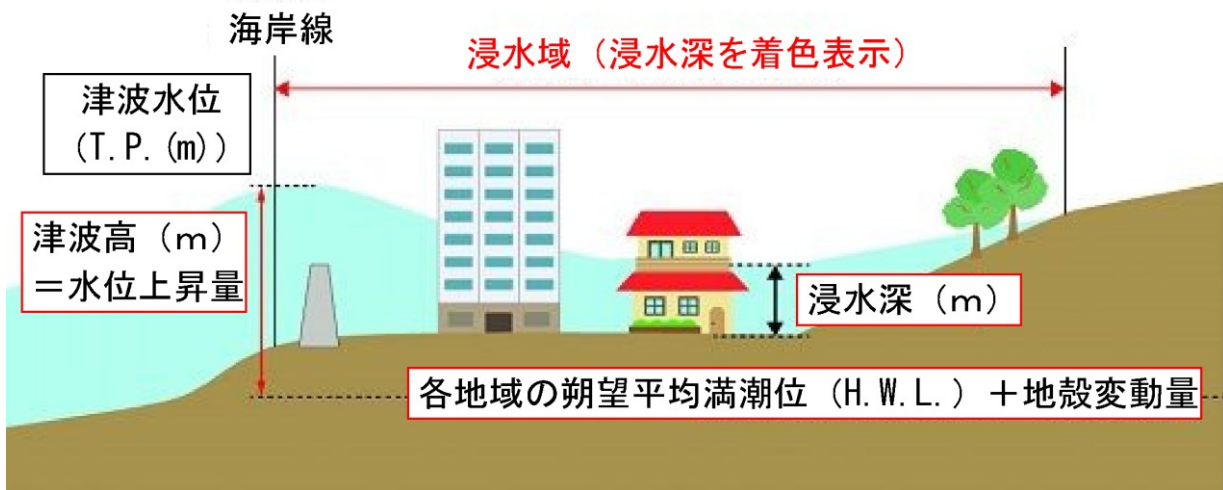 海岸線
浸水域（浸水深を着色表示）
津波水位
(T.P.(m))
津波高（m）
＝水位上昇量
浸水深（m）
各地域の朔望平均満潮位（H.W.L.）＋地殻変動量